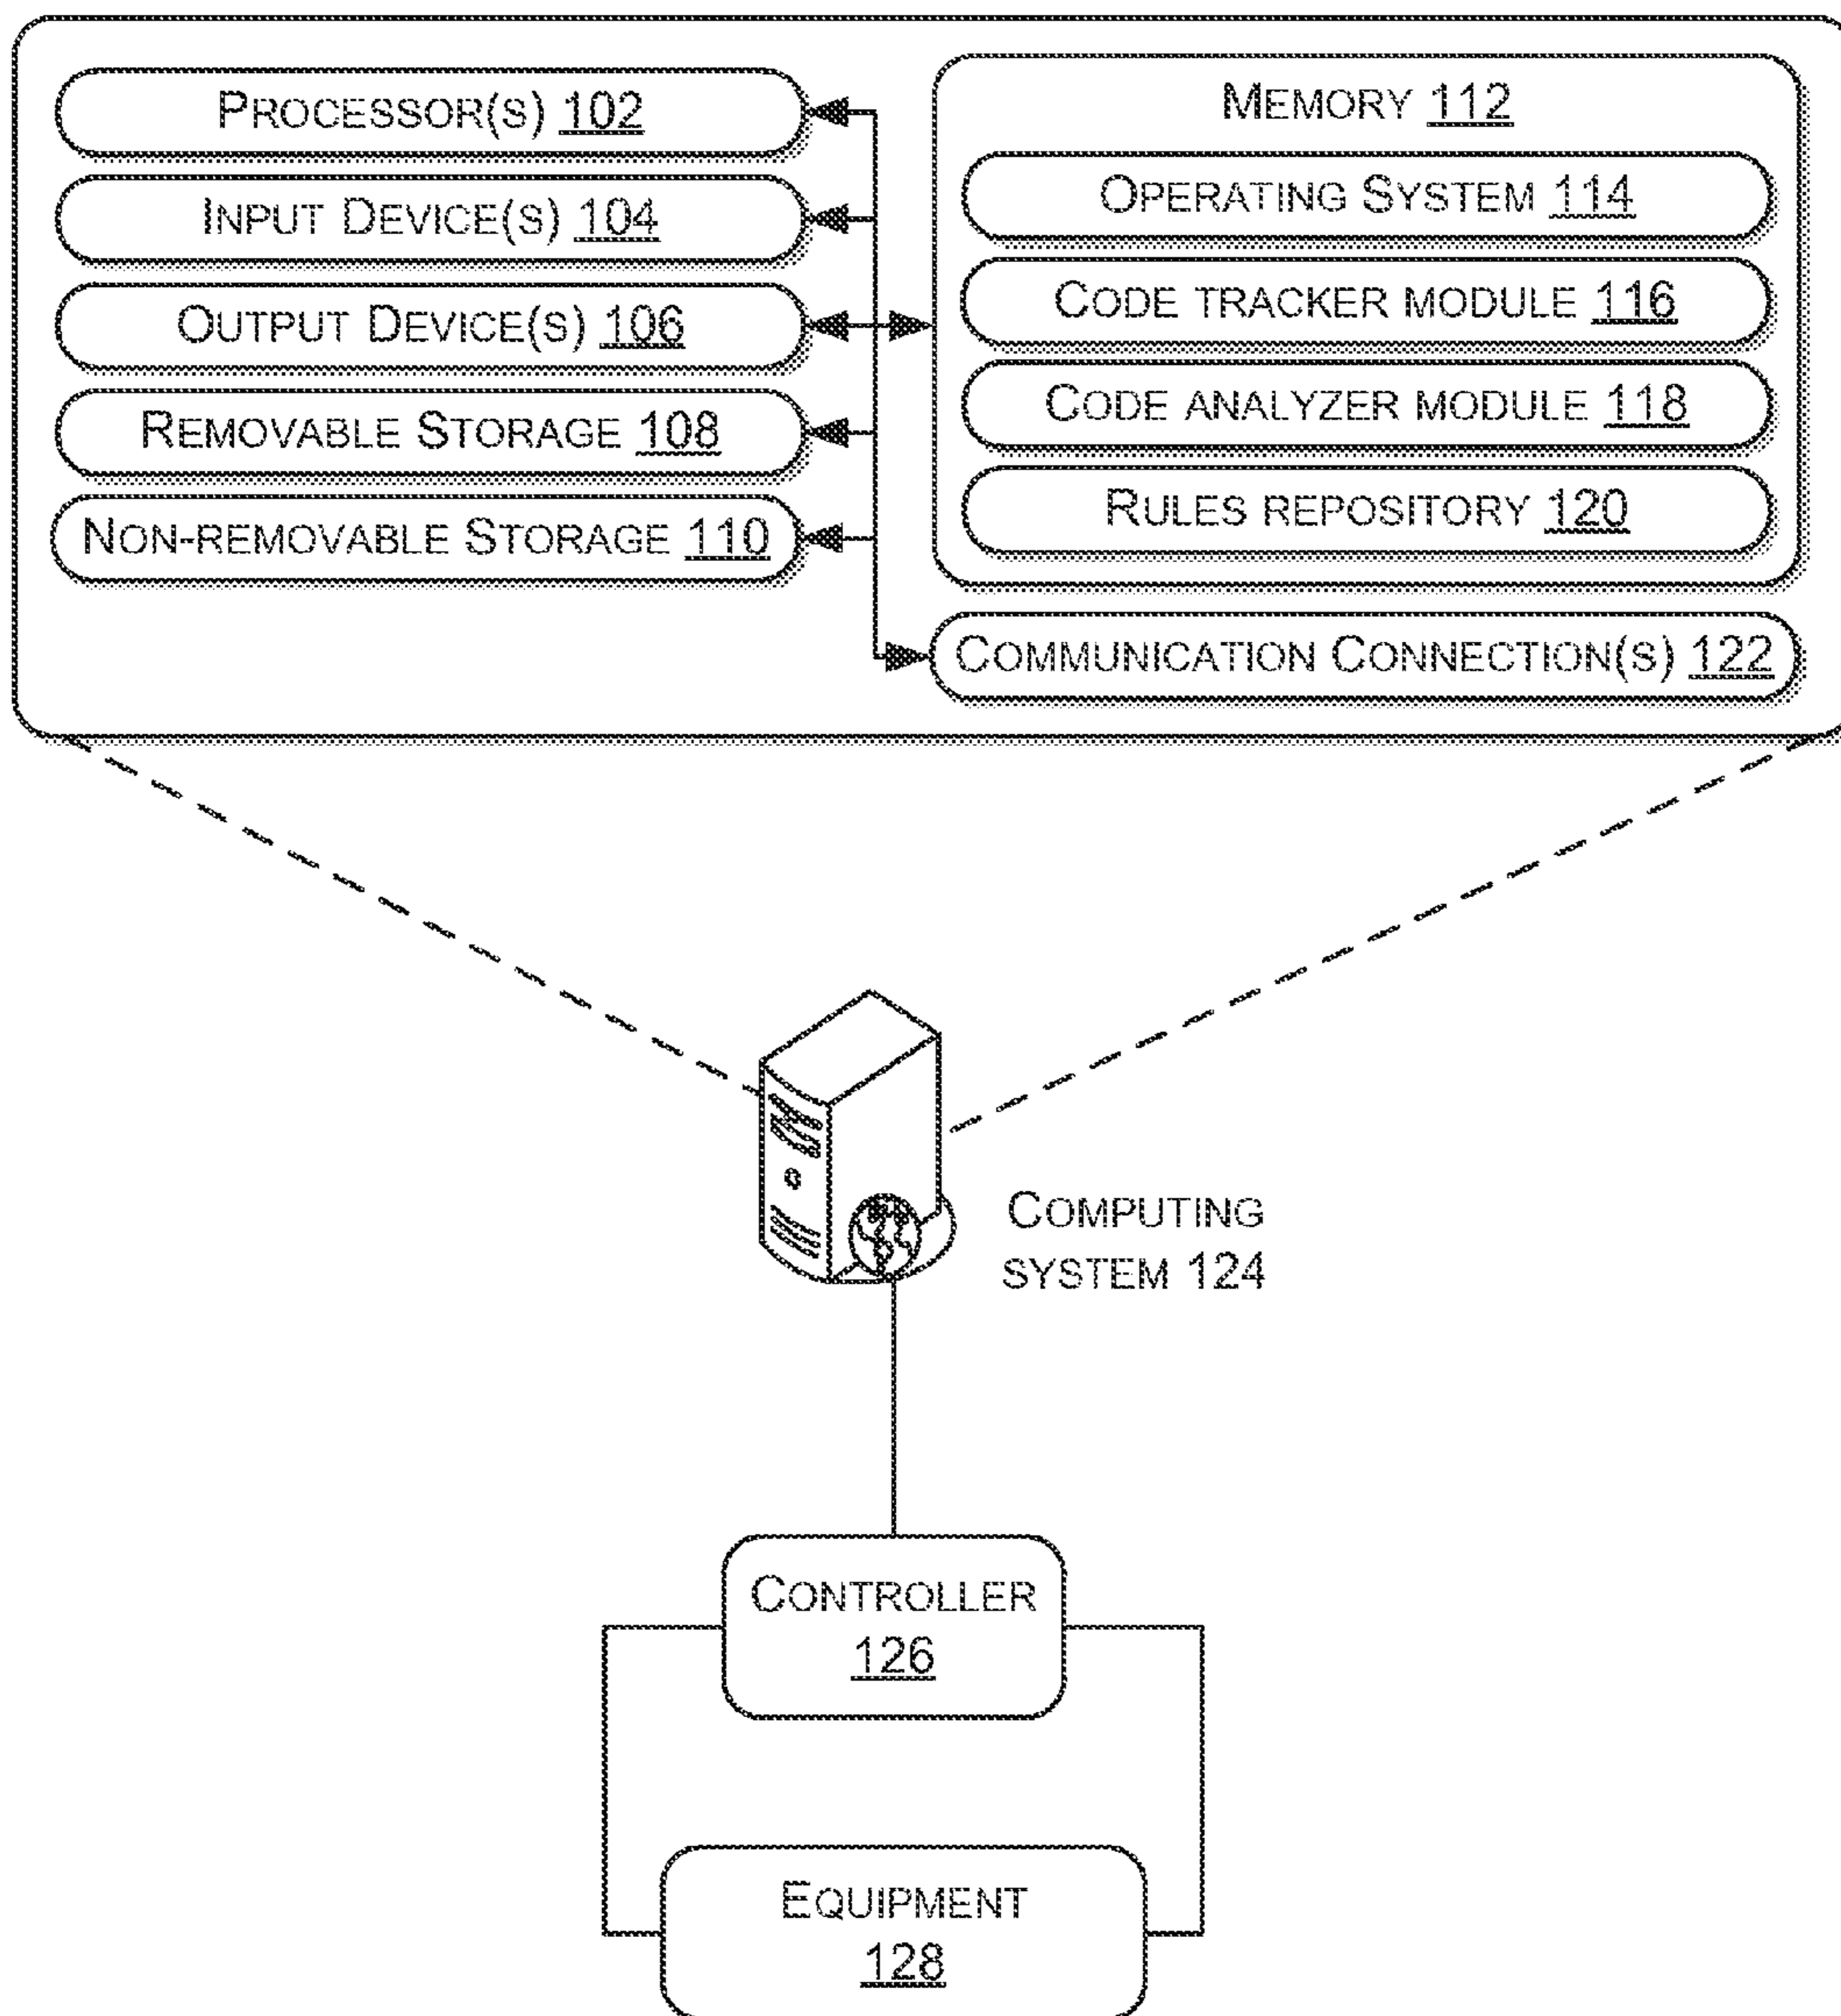 PROCESSOR(S) 102
INPUT DEVICE(S) 104
OUTPUT DEVICE(S) 106
REMOVABLE STORAGE 108
NON-REMOVABLE STORAGE 110
MEMORY 112
OPERATING SYSTEM 114
CODE TRACKER MODULE 116
CODE ANALYZER MODULE 118
RULES REPOSITORY 120
COMMUNICATION CONNECTION(S) 122
COMPUTING
SYSTEM 124
CONTROLLER
126
EQUIPMENT
128